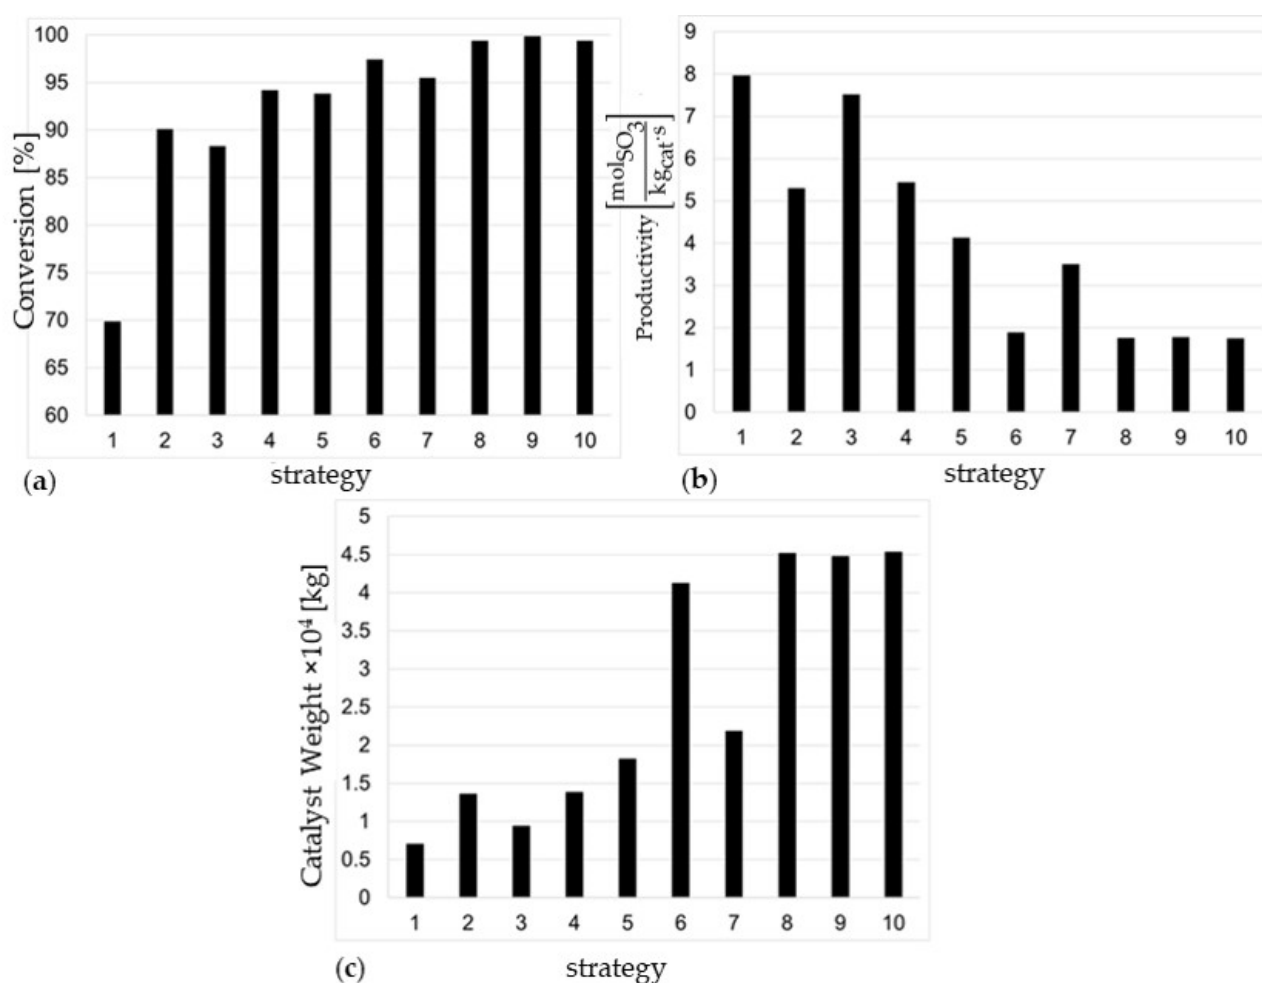 Conversion [%]
100
95
90
85
80
75
70
65
60
1 2 3 4 5 6 7 8 9 10
strategy
(a)
Productivity [molSO3/kgcat·s]
9
8
7
6
5
4
3
2
1
0
1 2 3 4 5 6 7 8 9 10
strategy
(b)
Catalyst Weight ×10⁴ [kg]
5
4.5
4
3.5
3
2.5
2
1.5
1
0.5
0
1 2 3 4 5 6 7 8 9 10
strategy
(c)